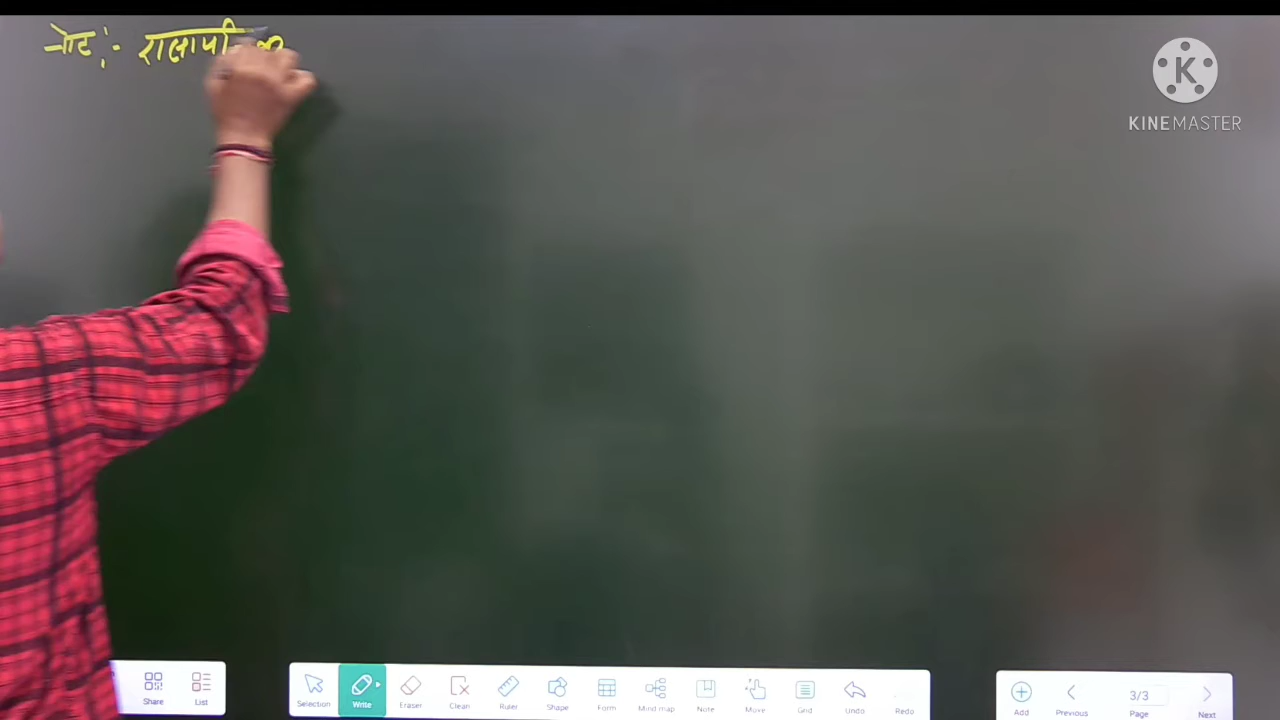 नोट :- रासायनिक
KINEMASTER
Share
List
Selection
Write
Eraser
Clean
Ruler
Shape
Form
Mind map
Note
Move
Grid
Undo
Redo
Add
Previous
3/3
Page
Next